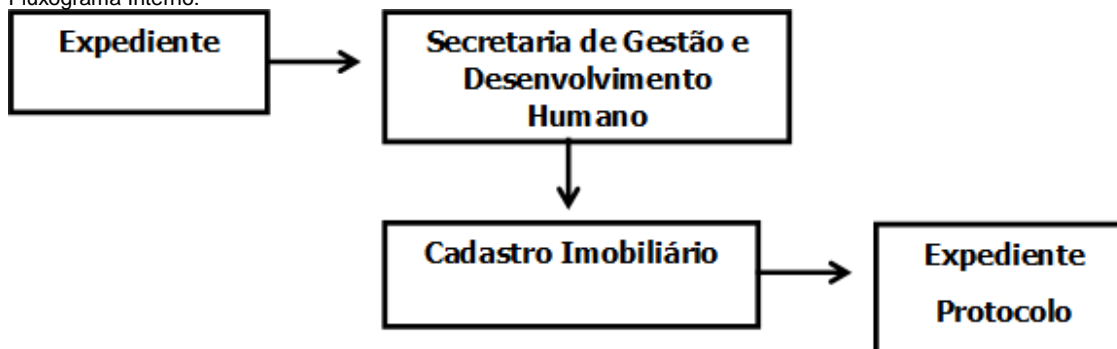 Fluxograma Interno:
Expediente
Secretaria de Gestão e
Desenvolvimento
Humano
Cadastro Imobiliário
Expediente
Protocolo